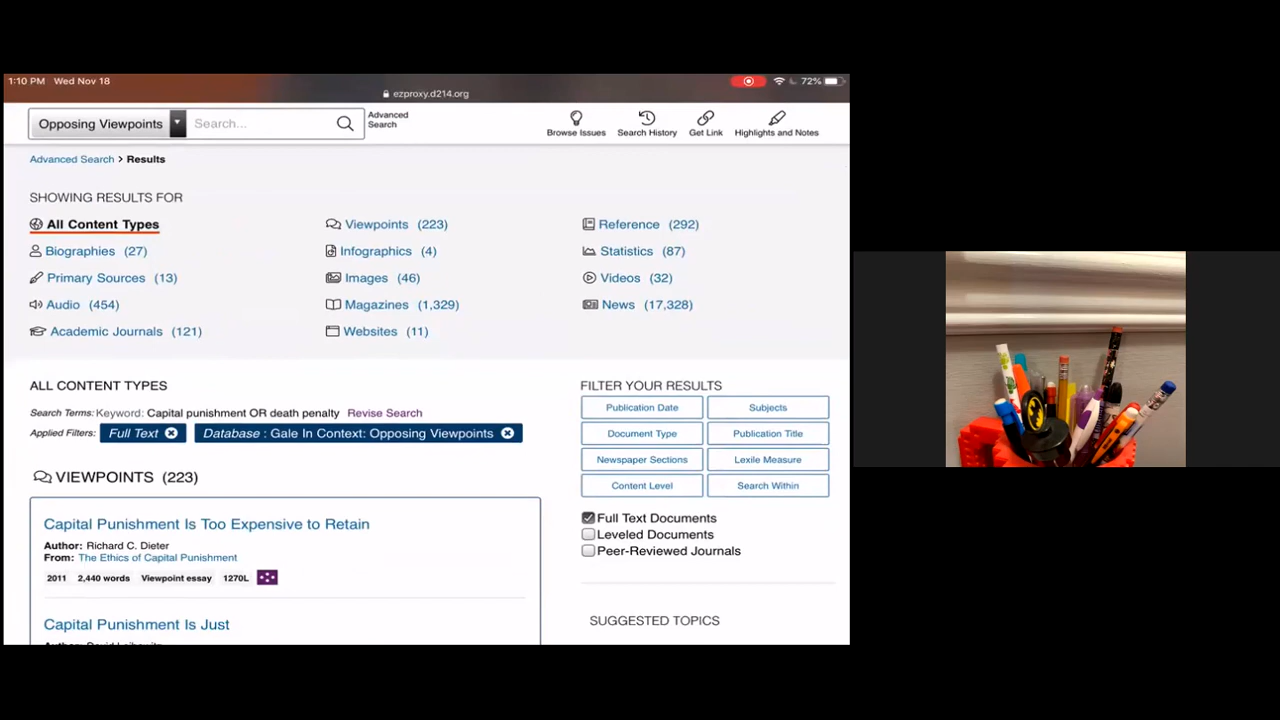 1:10 PM Wed Nov 18
72%
ezproxy.d214.org
Opposing Viewpoints
Search...
Advanced
Search
Browse Issues
Search History
Get Link
Highlights and Notes
Advanced Search > Results
SHOWING RESULTS FOR
All Content Types
Viewpoints (223)
Reference (292)
Biographies (27)
Infographics (4)
Statistics (87)
Primary Sources (13)
Images (46)
Videos (32)
Audio (454)
Magazines (1,329)
News (17,328)
Academic Journals (121)
Websites (11)
ALL CONTENT TYPES
Search Terms: Keyword: Capital punishment OR death penalty Revise Search
Applied Filters: Full Text Database : Gale In Context: Opposing Viewpoints
VIEWPOINTS (223)
Capital Punishment Is Too Expensive to Retain
Author: Richard C. Dieter
From: The Ethics of Capital Punishment
2011 2,440 words Viewpoint essay 1270L
Capital Punishment Is Just
FILTER YOUR RESULTS
Publication Date
Subjects
Document Type
Publication Title
Newspaper Sections
Lexile Measure
Content Level
Search Within
Full Text Documents
Leveled Documents
Peer-Reviewed Journals
SUGGESTED TOPICS